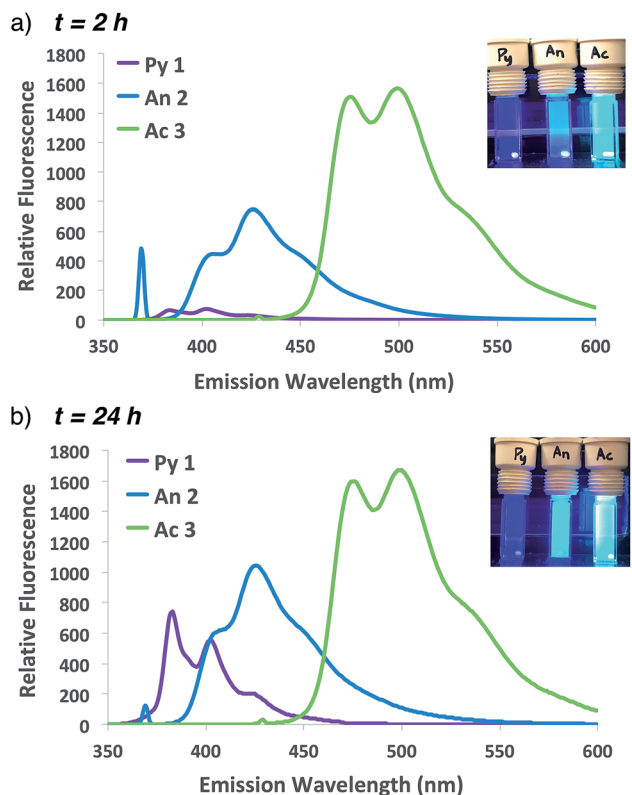 a) t = 2 h
Relative Fluorescence
1800
1600
1400
1200
1000
800
600
400
200
0
Py 1
An 2
Ac 3
Py An Ac
350 400 450 500 550 600
Emission Wavelength (nm)
b) t = 24 h
Relative Fluorescence
1800
1600
1400
1200
1000
800
600
400
200
0
Py 1
An 2
Ac 3
Py An Ac
350 400 450 500 550 600
Emission Wavelength (nm)